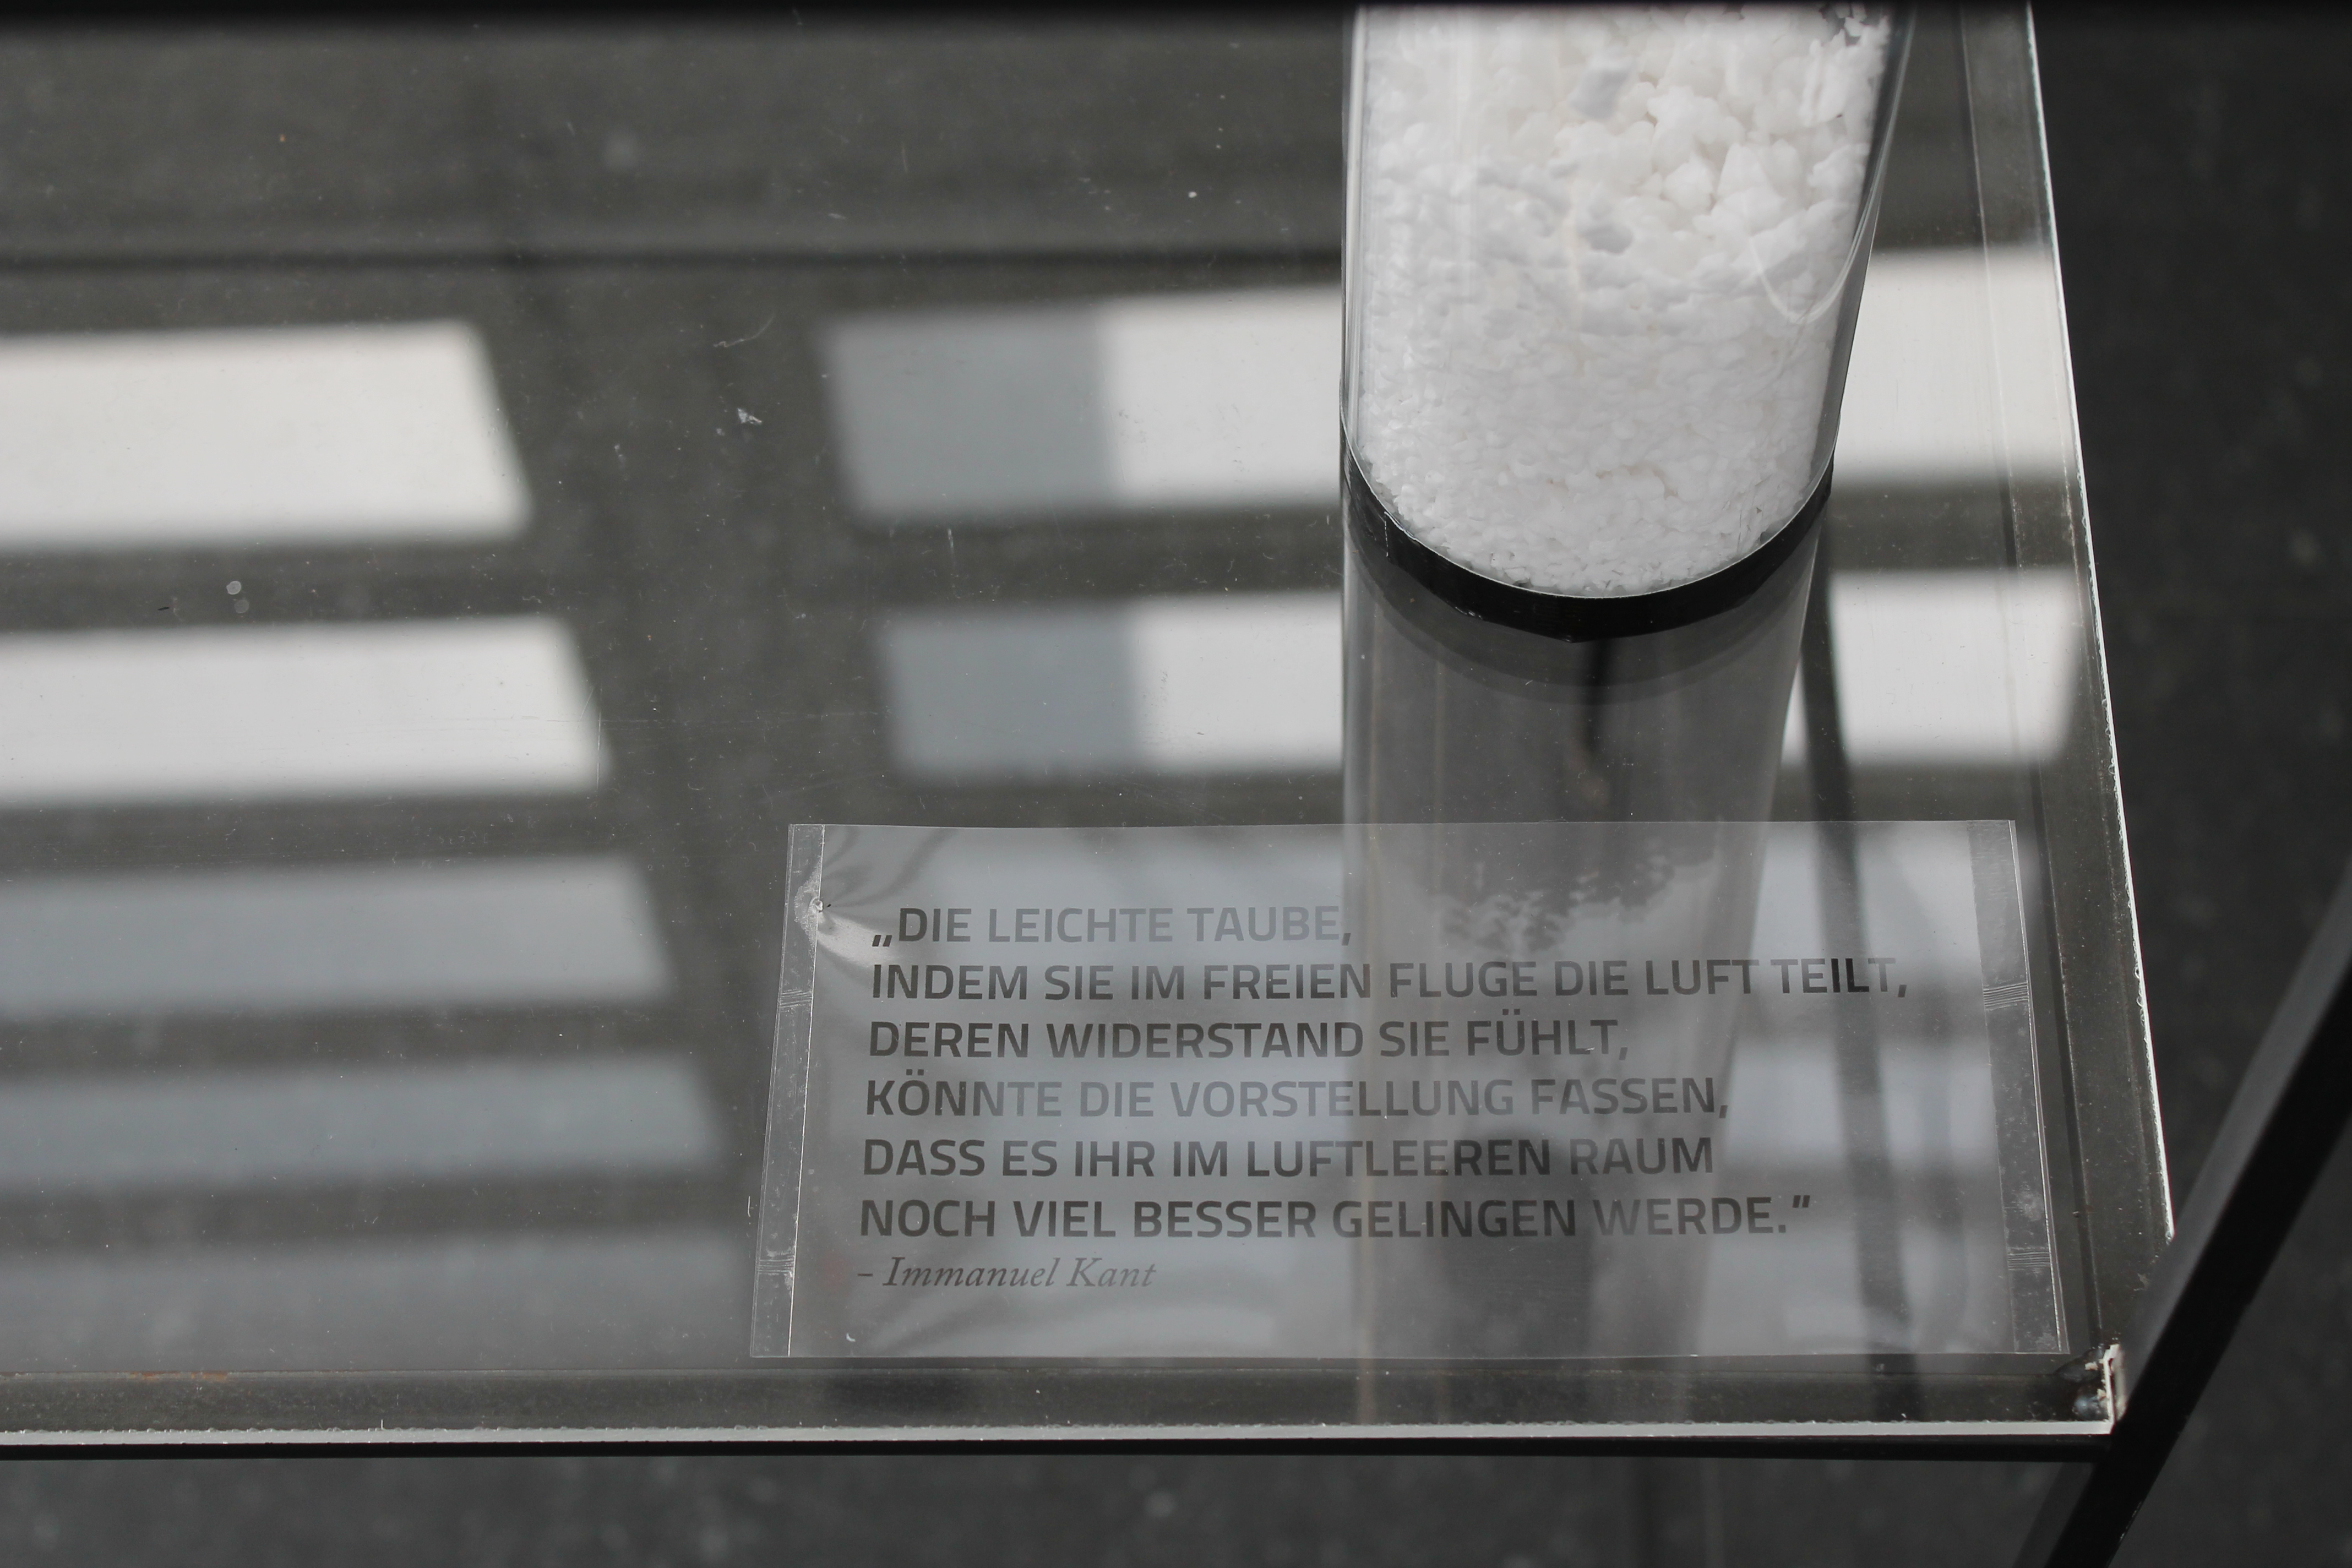 „DIE LEICHTE TAUBE,
INDEM SIE IM FREIEN FLUGE DIE LUFT TEILT,
DEREN WIDERSTAND SIE FÜHLT,
KÖNNTE DIE VORSTELLUNG FASSEN,
DASS ES IHR IM LUFTLEEREN RAUM
NOCH VIEL BESSER GELINGEN WERDE."
- Immanuel Kant